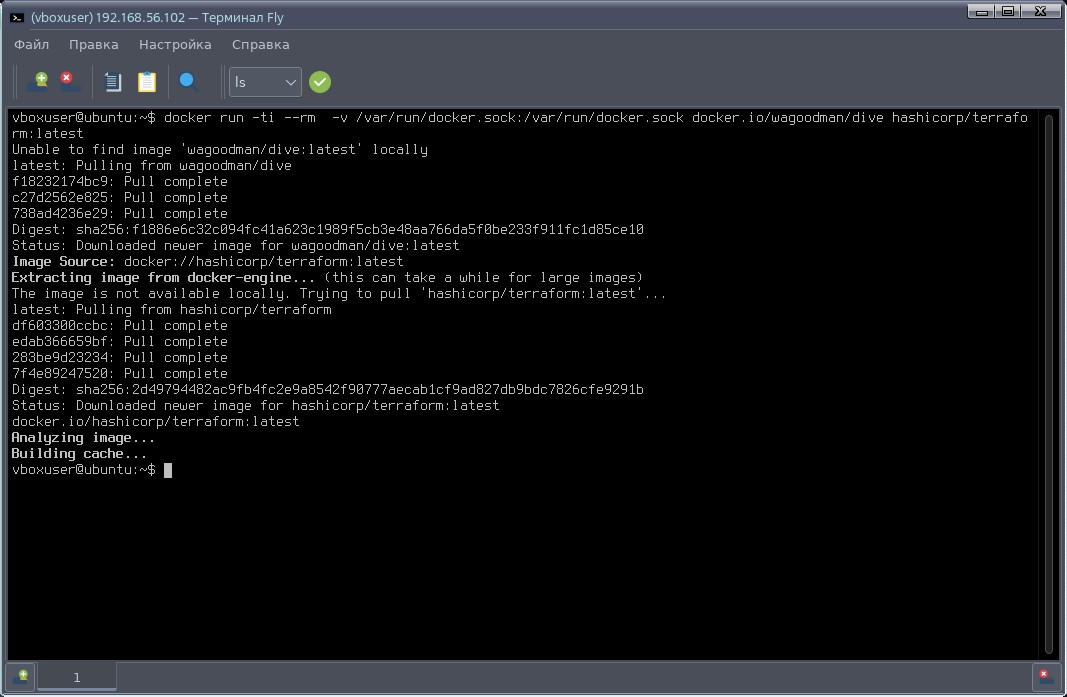 (vboxuser) 192.168.56.102 — Терминал Fly
Файл Правка Настройка Справка
ls
vboxuser@ubuntu:~$ docker run -ti --rm  -v /var/run/docker.sock:/var/run/docker.sock docker.io/wagoodman/dive hashicorp/terrafo
rm:latest
Unable to find image 'wagoodman/dive:latest' locally
latest: Pulling from wagoodman/dive
f18232174bc9: Pull complete
c27d2562e825: Pull complete
738ad4236e29: Pull complete
Digest: sha256:f1886e6c32c094fc41a623c1989f5cb3e48aa766da5f0be233f911fc1d85ce10
Status: Downloaded newer image for wagoodman/dive:latest
Image Source: docker://hashicorp/terraform:latest
Extracting image from docker-engine... (this can take a while for large images)
The image is not available locally. Trying to pull 'hashicorp/terraform:latest'...
latest: Pulling from hashicorp/terraform
df603300ccbc: Pull complete
edab366659bf: Pull complete
283be9d23234: Pull complete
7f4e89247520: Pull complete
Digest: sha256:2d49794482ac9fb4fc2e9a8542f90777aecab1cf9ad827db9bdc7826cfe9291b
Status: Downloaded newer image for hashicorp/terraform:latest
docker.io/hashicorp/terraform:latest
Analyzing image...
Building cache...
vboxuser@ubuntu:~$
1